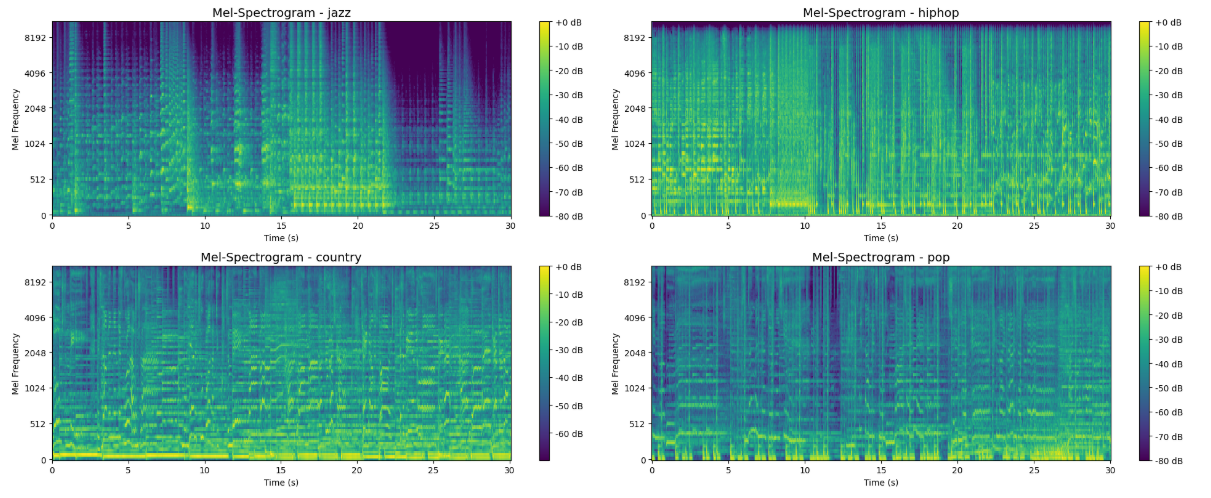 Mel-Spectrogram - jazz
Mel Frequency
8192
4096
2048
1024
512
0
0 5 10 15 20 25 30
Time (s)
+0 dB
-10 dB
-20 dB
-30 dB
-40 dB
-50 dB
-60 dB
-70 dB
-80 dB
Mel-Spectrogram - hiphop
Mel Frequency
8192
4096
2048
1024
512
0
0 5 10 15 20 25 30
Time (s)
+0 dB
-10 dB
-20 dB
-30 dB
-40 dB
-50 dB
-60 dB
-70 dB
-80 dB
Mel-Spectrogram - country
Mel Frequency
8192
4096
2048
1024
512
0
0 5 10 15 20 25 30
Time (s)
+0 dB
-10 dB
-20 dB
-30 dB
-40 dB
-50 dB
-60 dB
Mel-Spectrogram - pop
Mel Frequency
8192
4096
2048
1024
512
0
0 5 10 15 20 25 30
Time (s)
+0 dB
-10 dB
-20 dB
-30 dB
-40 dB
-50 dB
-60 dB
-70 dB
-80 dB